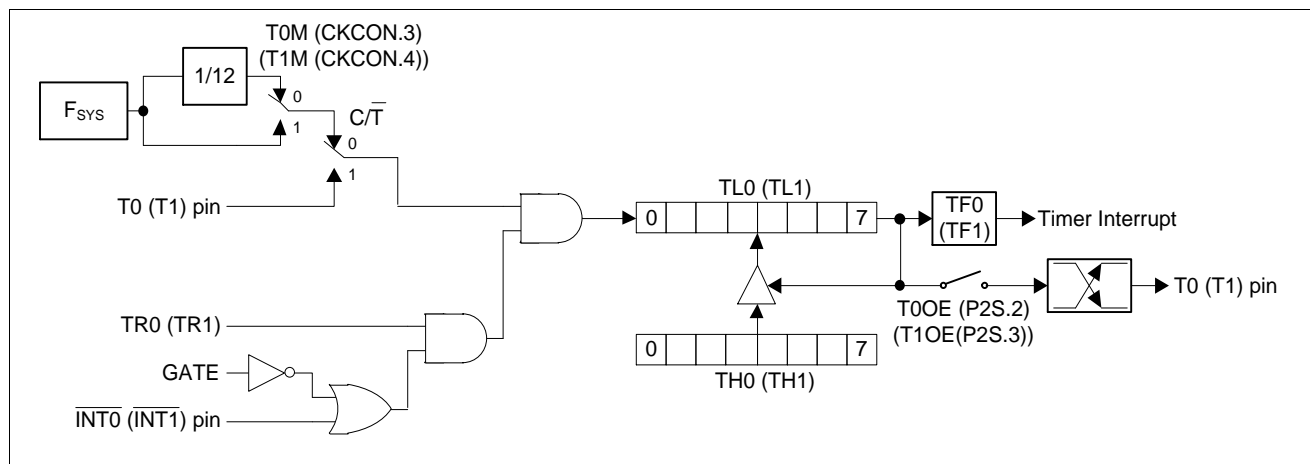 T0M (CKCON.3)
(T1M (CKCON.4))
1/12
FSYS
0
1
C/T̅
0
1
T0 (T1) pin
TL0 (TL1)
0 7
TF0
(TF1)
Timer Interrupt
T0 (T1) pin
T0OE (P2S.2)
(T1OE(P2S.3))
TR0 (TR1)
0 7
TH0 (TH1)
GATE
I̅N̅T̅0̅ (I̅N̅T̅1̅) pin